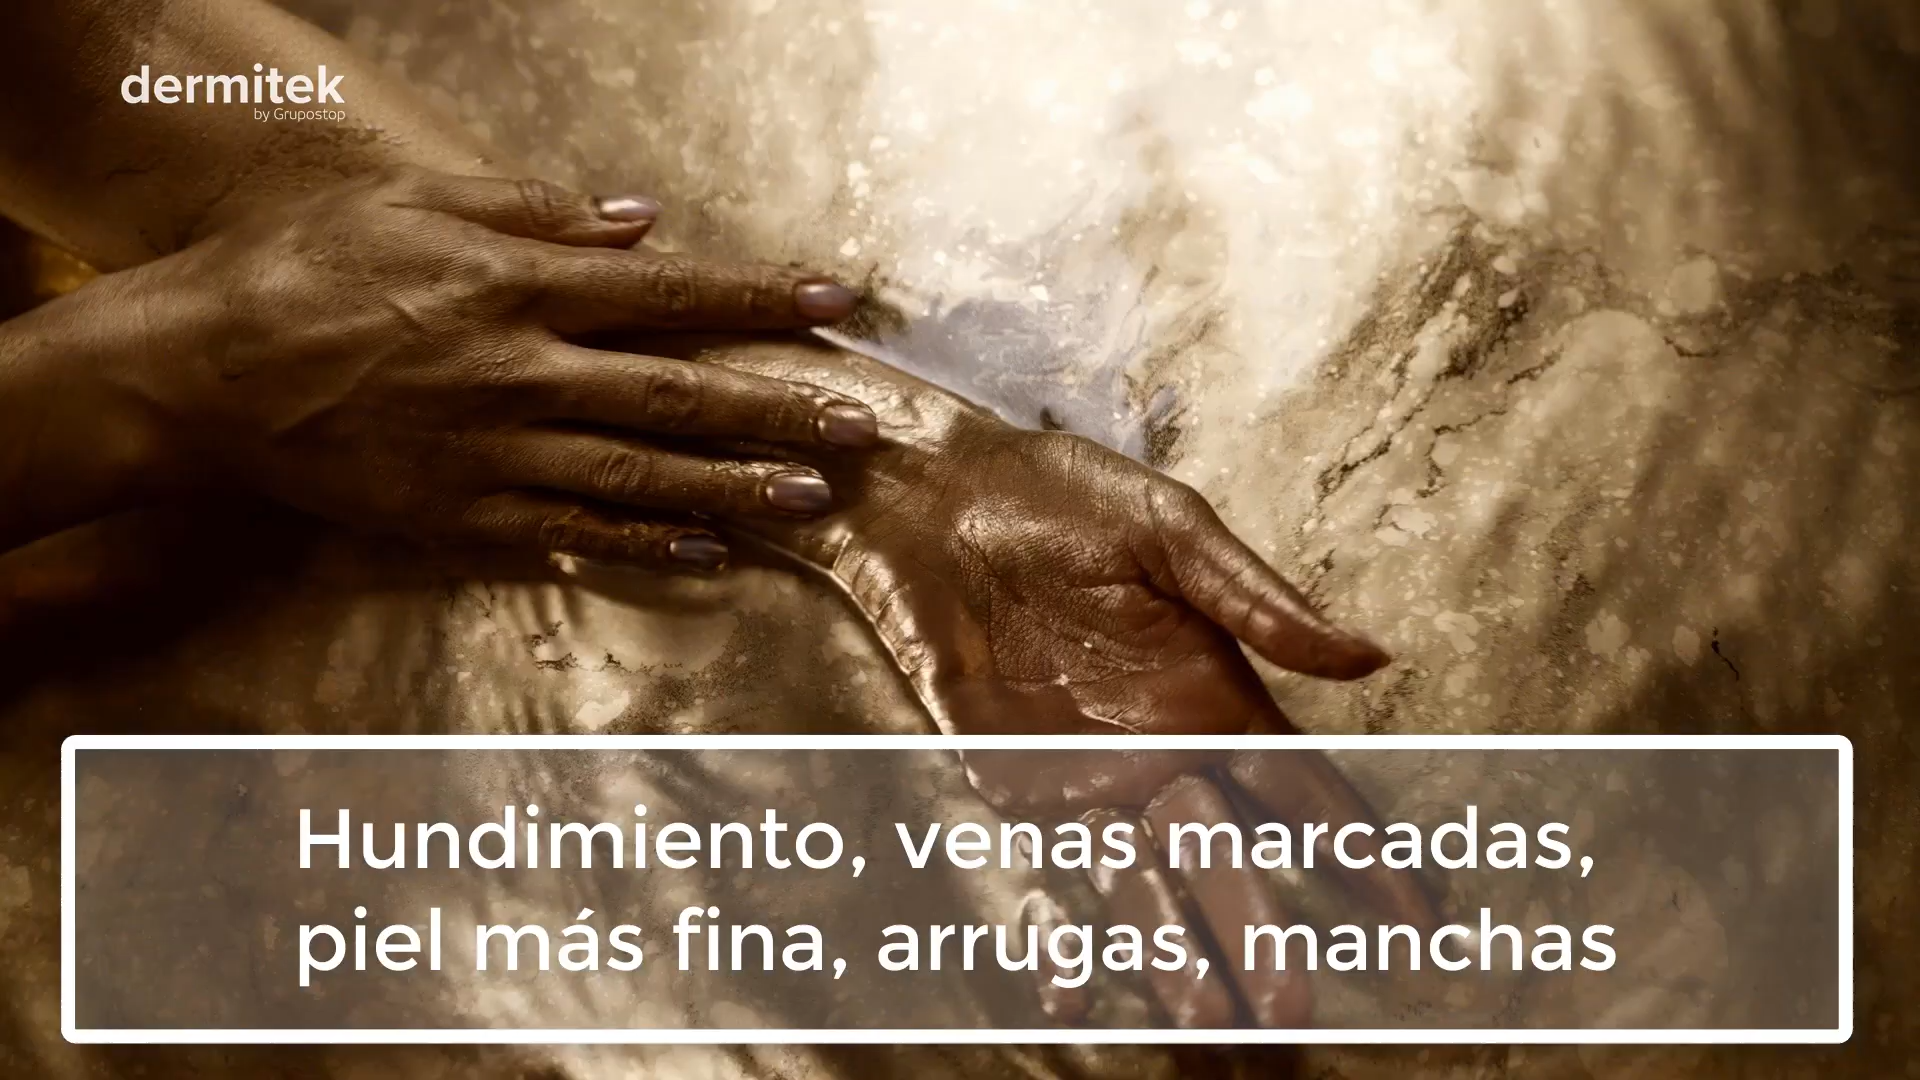 dermitek
by Grupostop
Hundimiento, venas marcadas,
piel más fina, arrugas, manchas